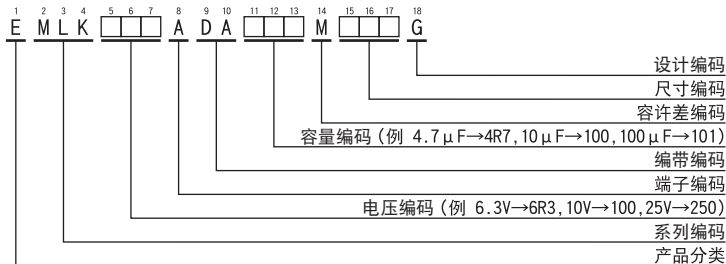 1 2 3 4 5 6 7 8 9 10 11 12 13 14 15 16 17 18
E M L K □□□ A D A □□□ M □□□ G
设计编码
尺寸编码
容许差编码
容量编码(例 4.7μF→4R7,10μF→100,100μF→101)
编带编码
端子编码
电压编码(例 6.3V→6R3,10V→100,25V→250)
系列编码
产品分类